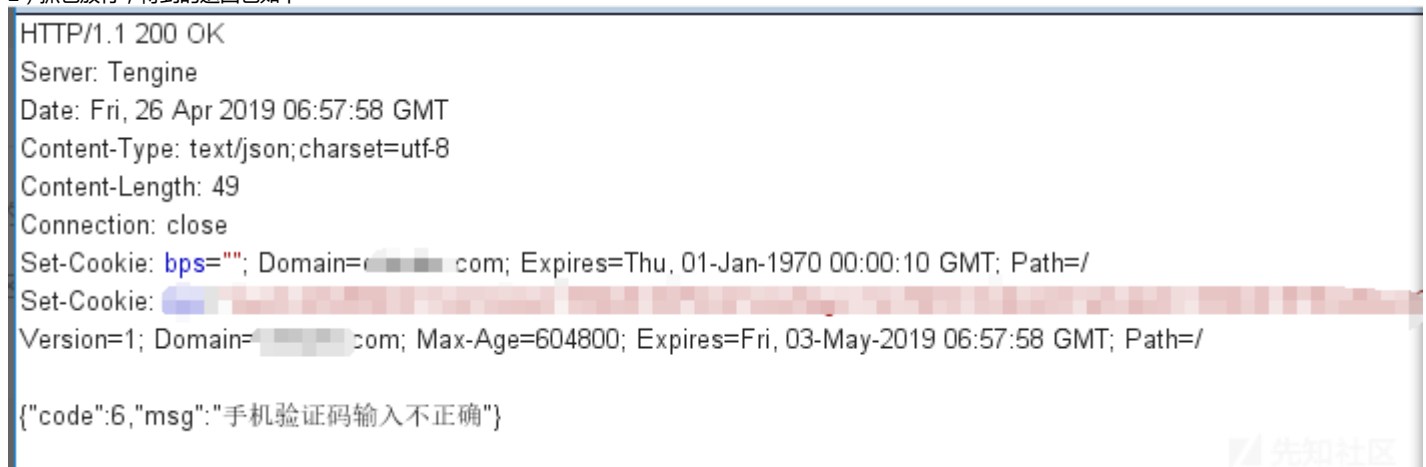 HTTP/1.1 200 OK
Server: Tengine
Date: Fri, 26 Apr 2019 06:57:58 GMT
Content-Type: text/json;charset=utf-8
Content-Length: 49
Connection: close
Set-Cookie: bps=""; Domain= com; Expires=Thu, 01-Jan-1970 00:00:10 GMT; Path=/
Set-Cookie:
Version=1; Domain= com; Max-Age=604800; Expires=Fri, 03-May-2019 06:57:58 GMT; Path=/
{"code":6,"msg":"手机验证码输入不正确"}
先知社区